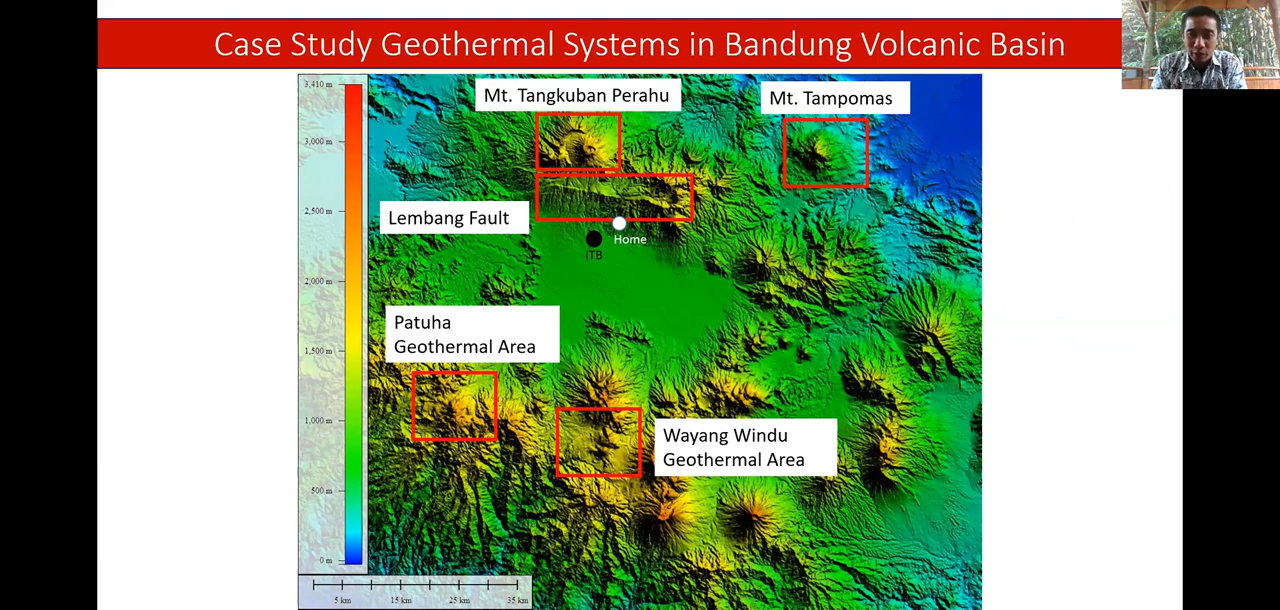 Case Study Geothermal Systems in Bandung Volcanic Basin
3,410 m
3,000 m
2,500 m
2,000 m
1,500 m
1,000 m
500 m
0 m
Mt. Tangkuban Perahu
Mt. Tampomas
Lembang Fault
Home
ITB
Patuha
Geothermal Area
Wayang Windu
Geothermal Area
5 km 15 km 25 km 35 km